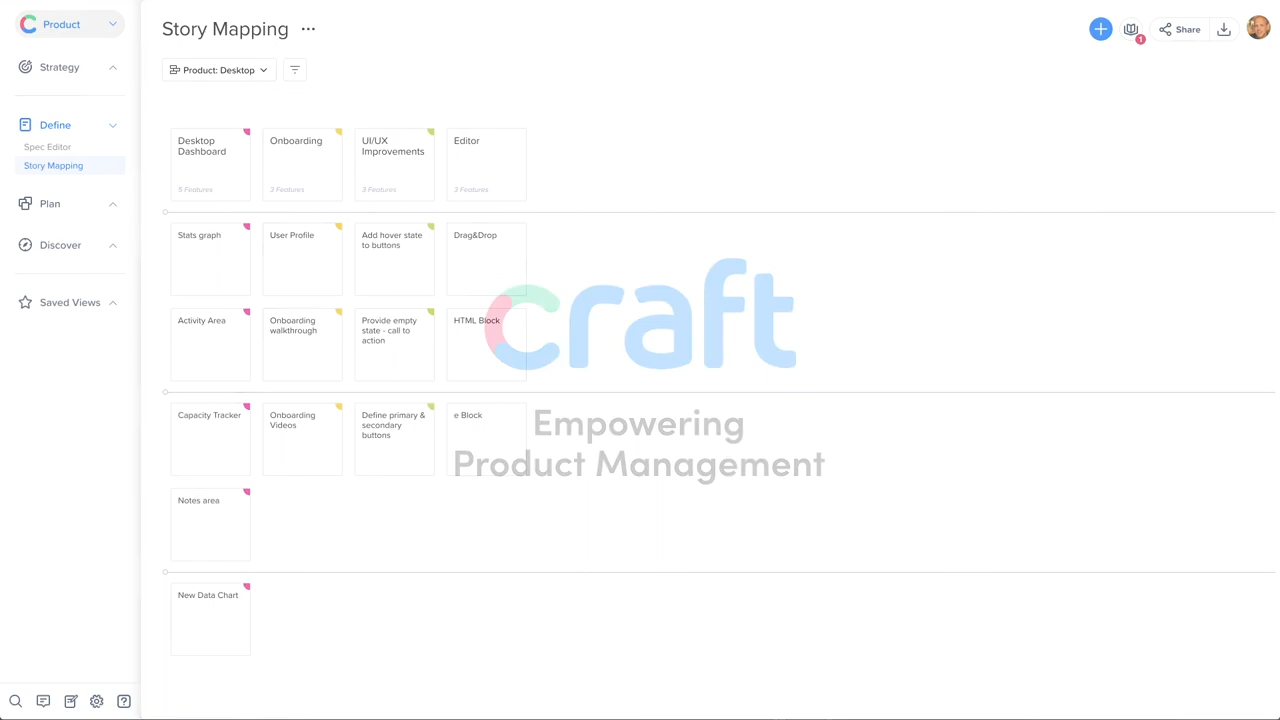 Product
Story Mapping
1
Share
Strategy
Product: Desktop
Define
Spec Editor
Story Mapping
Plan
Discover
Saved Views
Desktop
Dashboard
5 Features
Onboarding
3 Features
UI/UX
Improvements
3 Features
Editor
3 Features
Stats graph
User Profile
Add hover state
to buttons
Drag&Drop
Activity Area
Onboarding
walkthrough
Provide empty
state - call to
action
HTML Block
Capacity Tracker
Onboarding
Videos
Define primary &
secondary
buttons
e Block
Notes area
New Data Chart
craft
Empowering
Product Management